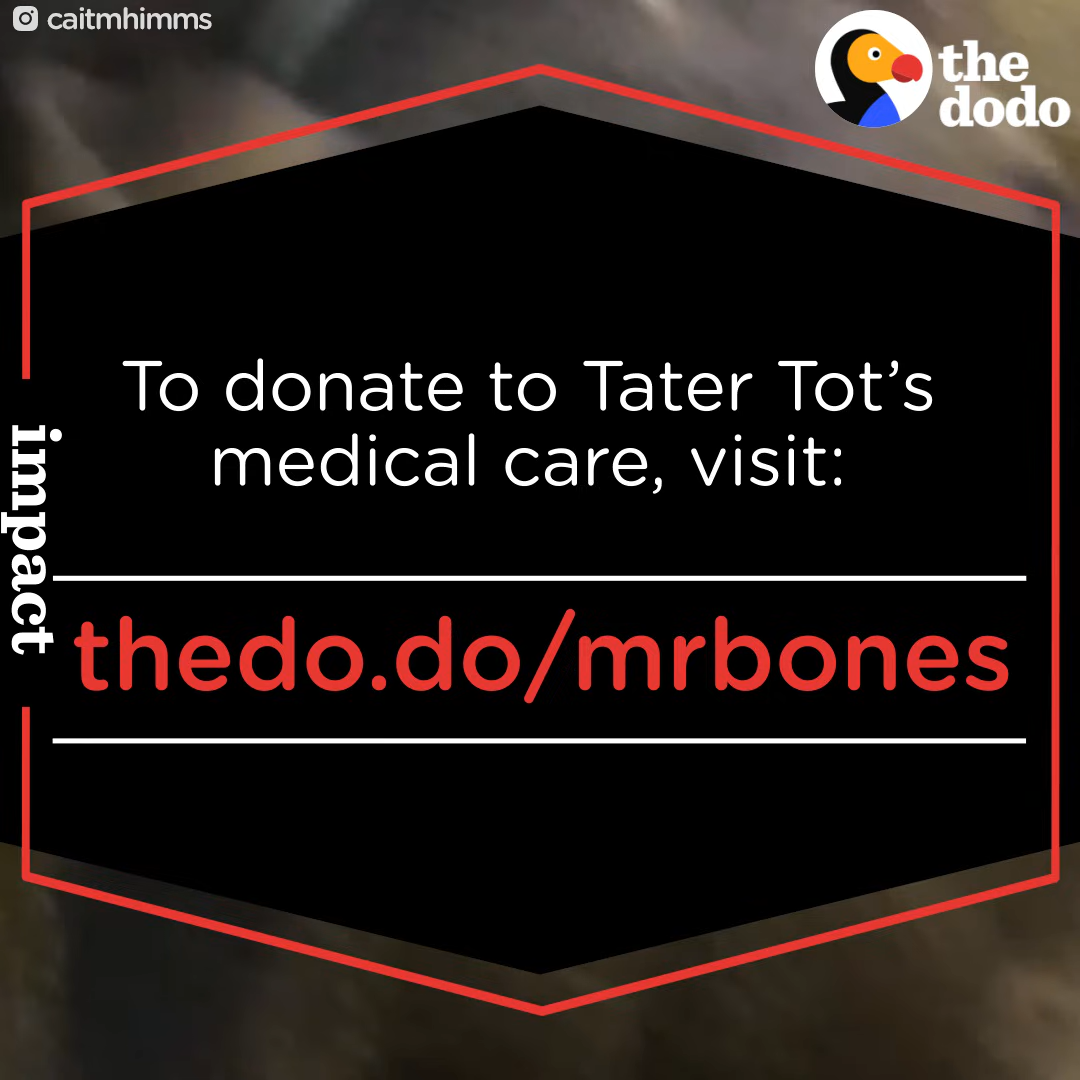 caitmhimms
the
dodo
To donate to Tater Tot’s
medical care, visit:
impact
thedo.do/mrbones